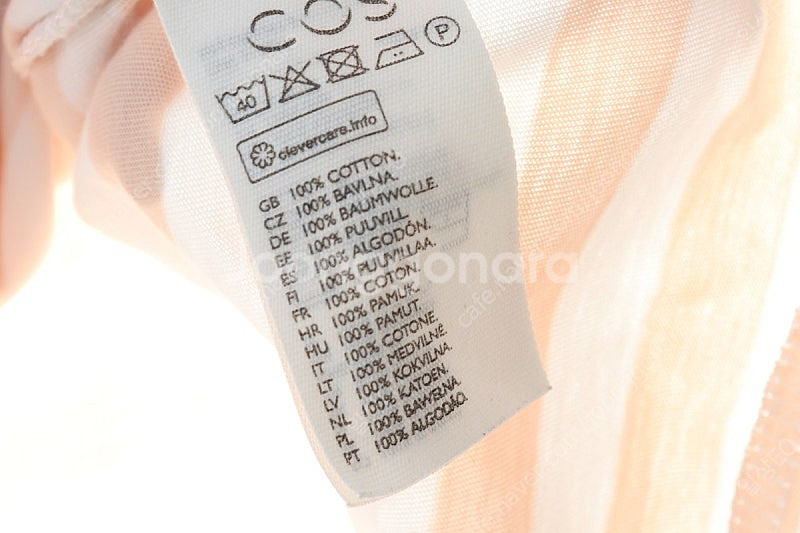 COS
40
P
clevercare.info
GB 100% COTTON.
CZ 100% BAVLNA.
DE 100% BAUMWOLLE.
EE 100% PUUVILL.
ES 100% ALGODÓN.
FI 100% PUUVILLAA.
FR 100% COTON.
HR 100% PAMUK.
HU 100% PAMUT.
IT 100% COTONE.
LT 100% MEDVILNĖ.
LV 100% KOKVILNA.
NL 100% KATOEN.
PL 100% BAWEŁNA.
PT 100% ALGODÃO.